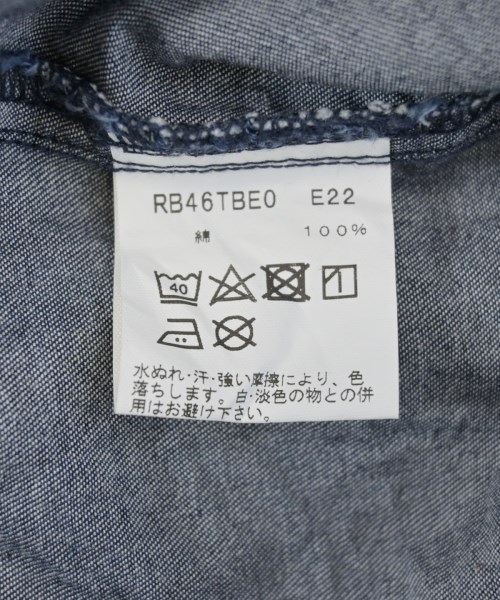 RB46TBE0 E22
綿 100%
40
水ぬれ・汗・強い摩擦により、色
落ちします。白・淡色の物との併
用はお避け下さい。